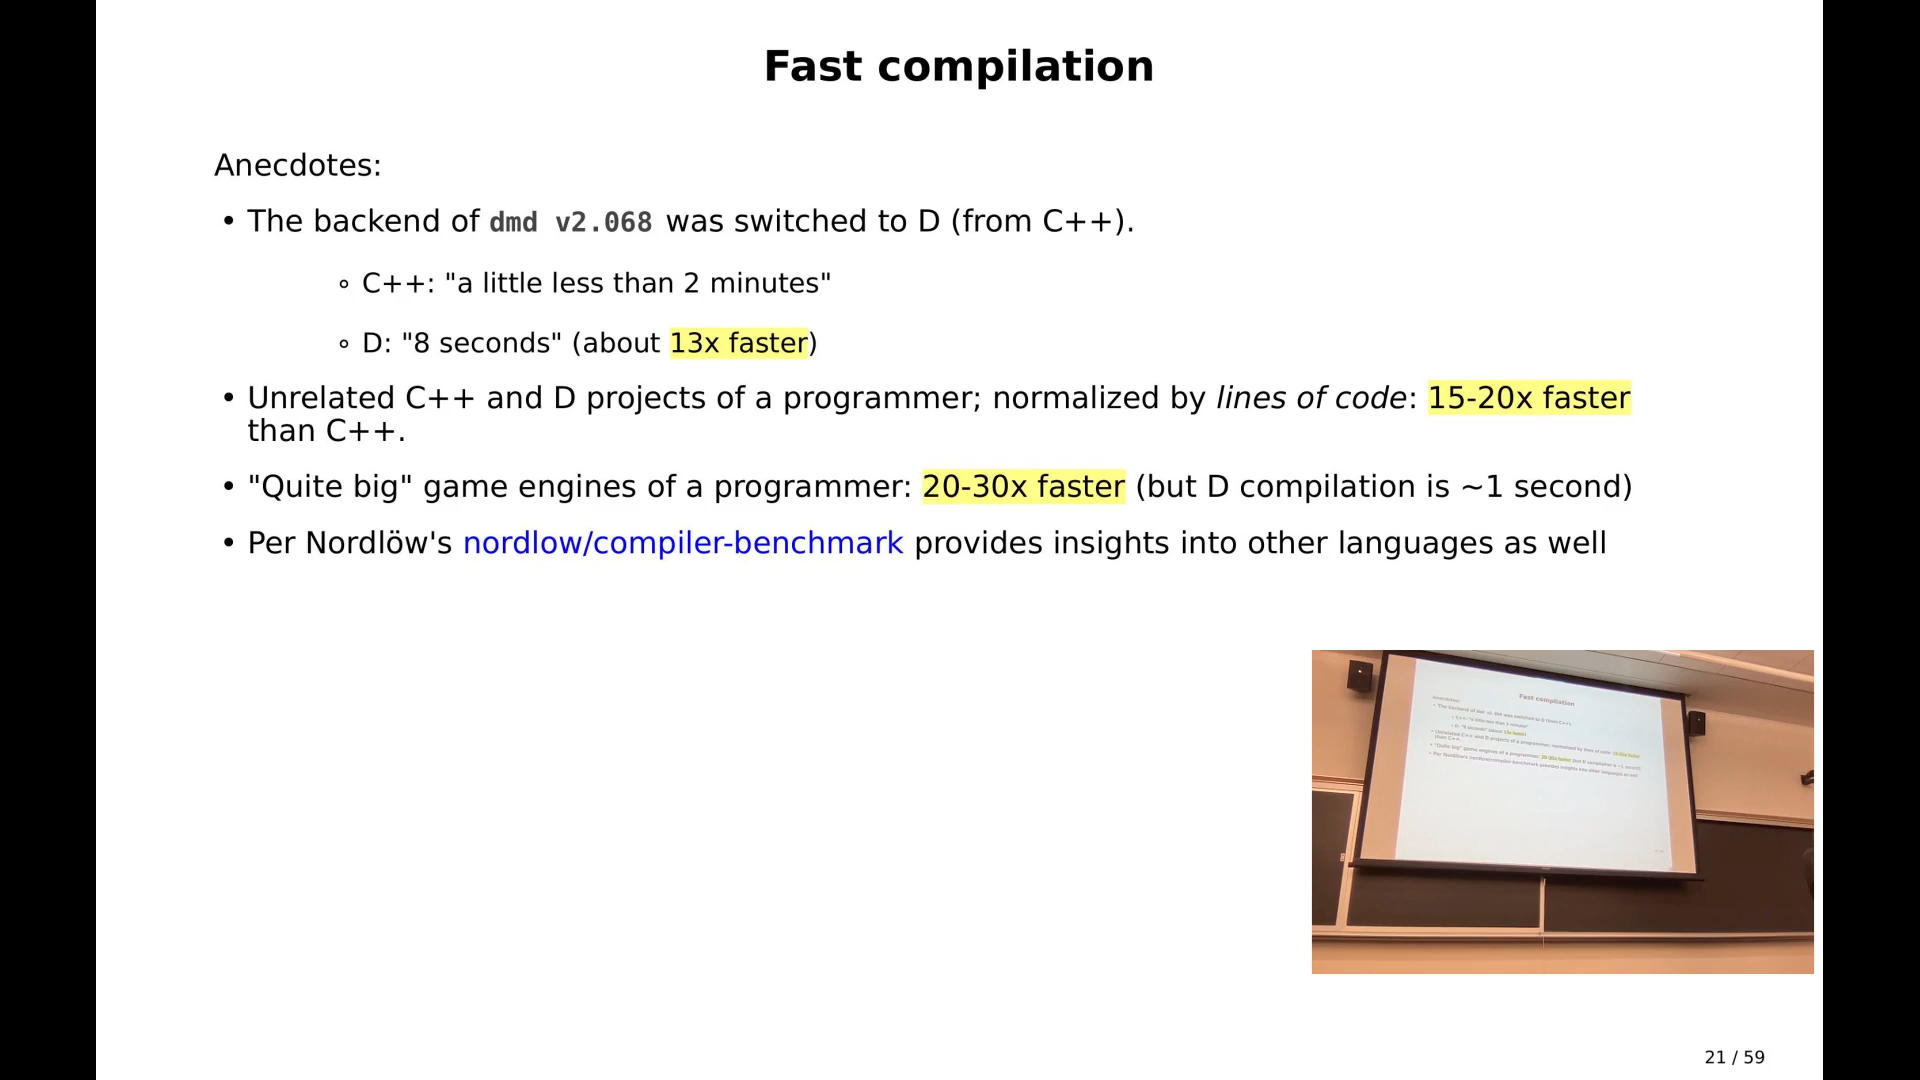 Fast compilation
Anecdotes:
• The backend of dmd v2.068 was switched to D (from C++).
∘ C++: "a little less than 2 minutes"
∘ D: "8 seconds" (about 13x faster)
• Unrelated C++ and D projects of a programmer; normalized by lines of code: 15-20x faster
than C++.
• "Quite big" game engines of a programmer: 20-30x faster (but D compilation is ~1 second)
• Per Nordlöw's nordlow/compiler-benchmark provides insights into other languages as well
Fast compilation
21 / 59